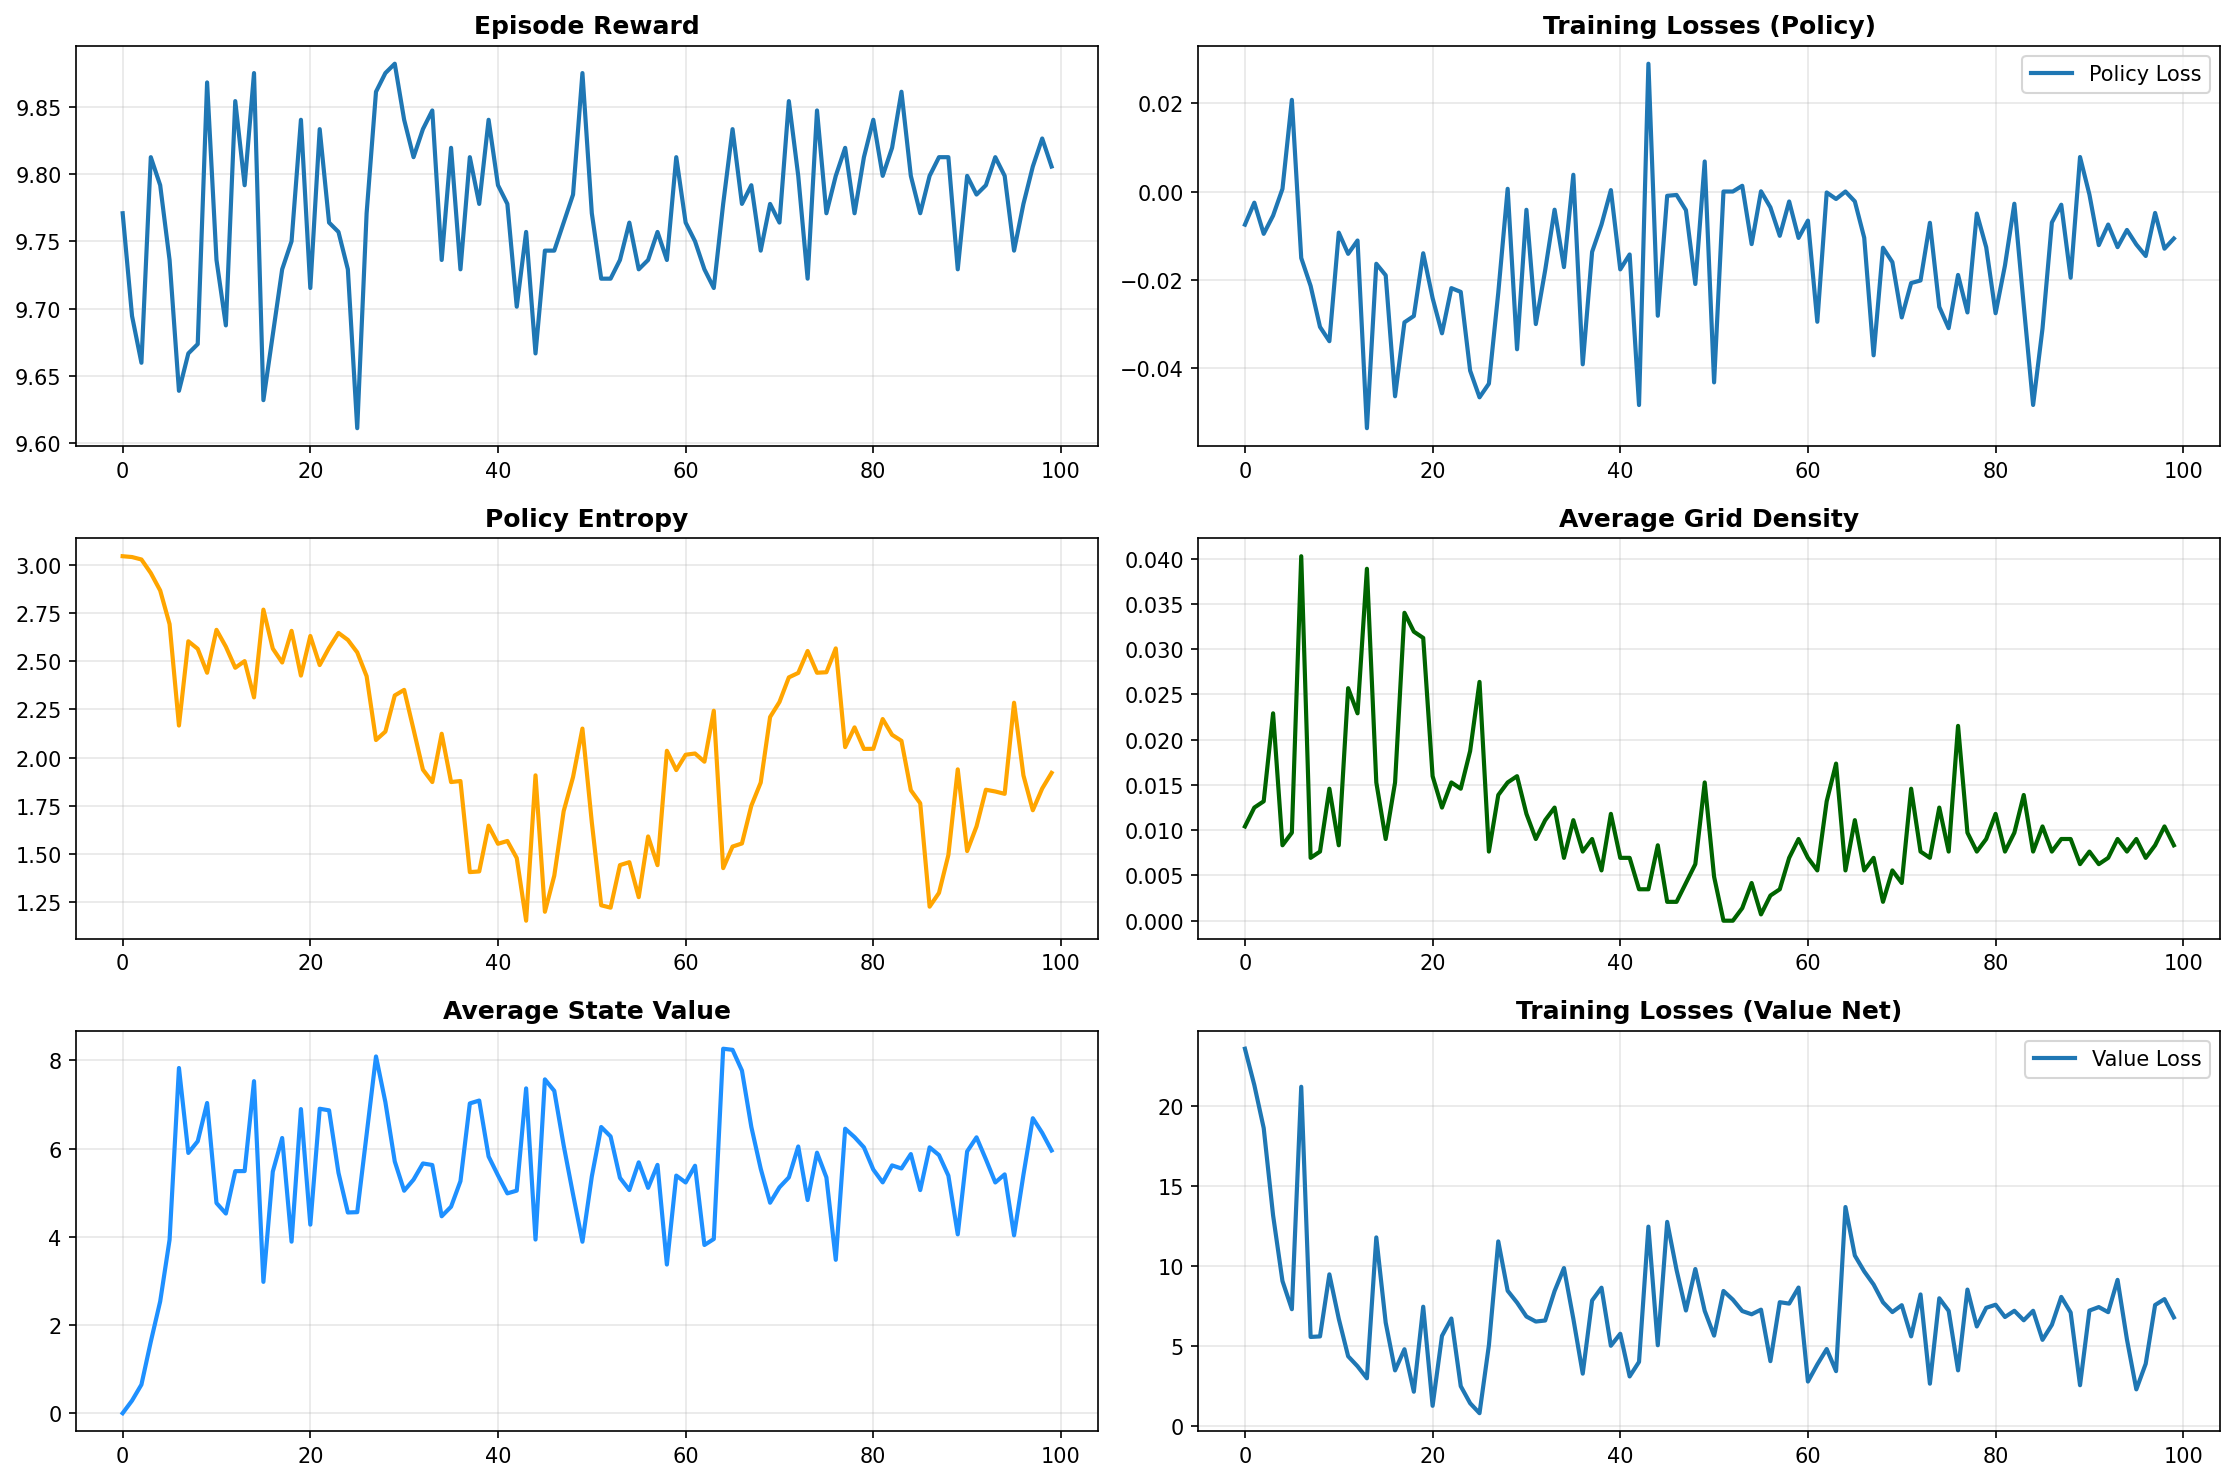 Episode Reward
9.85
9.80
9.75
9.70
9.65
9.60
0 20 40 60 80 100
Training Losses (Policy)
Policy Loss
0.02
0.00
−0.02
−0.04
0 20 40 60 80 100
Policy Entropy
3.00
2.75
2.50
2.25
2.00
1.75
1.50
1.25
0 20 40 60 80 100
Average Grid Density
0.040
0.035
0.030
0.025
0.020
0.015
0.010
0.005
0.000
0 20 40 60 80 100
Average State Value
8
6
4
2
0
0 20 40 60 80 100
Training Losses (Value Net)
Value Loss
20
15
10
5
0
0 20 40 60 80 100